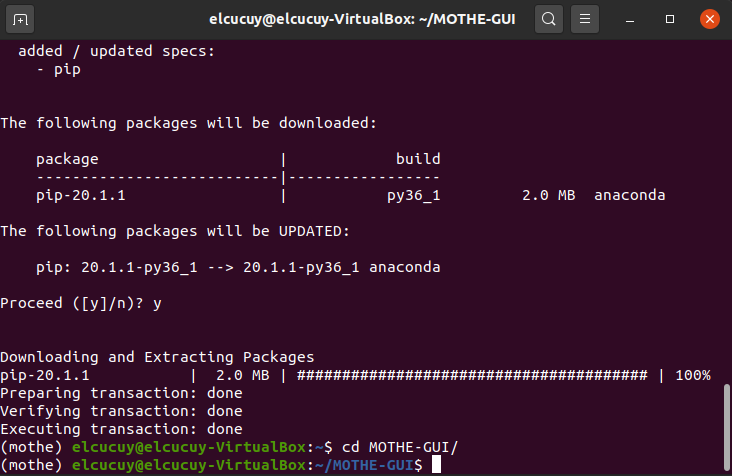 elcucuy@elcucuy-VirtualBox: ~/MOTHE-GUI
  added / updated specs:
    - pip
The following packages will be downloaded:
    package                    |            build
    ---------------------------|-----------------
    pip-20.1.1                 |           py36_1         2.0 MB  anaconda
The following packages will be UPDATED:
    pip: 20.1.1-py36_1 --> 20.1.1-py36_1 anaconda
Proceed ([y]/n)? y
Downloading and Extracting Packages
pip-20.1.1           |  2.0 MB | ####################################### | 100%
Preparing transaction: done
Verifying transaction: done
Executing transaction: done
(mothe) elcucuy@elcucuy-VirtualBox:~$ cd MOTHE-GUI/
(mothe) elcucuy@elcucuy-VirtualBox:~/MOTHE-GUI$